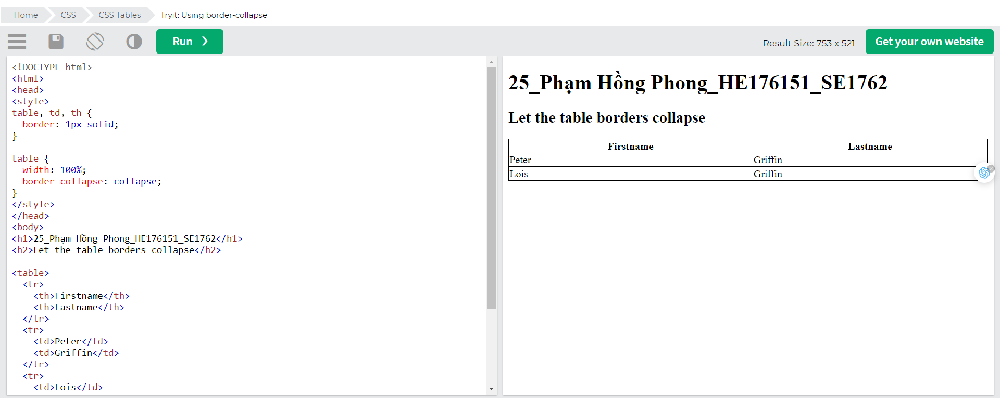 Home CSS CSS Tables Tryit: Using border-collapse
Run ❯ Result Size: 753 x 521 Get your own website
<!DOCTYPE html>
<html>
<head>
<style>
table, td, th {
  border: 1px solid;
}

table {
  width: 100%;
  border-collapse: collapse;
}
</style>
</head>
<body>
<h1>25_Phạm Hồng Phong_HE176151_SE1762</h1>
<h2>Let the table borders collapse</h2>

<table>
  <tr>
    <th>Firstname</th>
    <th>Lastname</th>
  </tr>
  <tr>
    <td>Peter</td>
    <td>Griffin</td>
  </tr>
  <tr>
    <td>Lois</td>
25_Phạm Hồng Phong_HE176151_SE1762
Let the table borders collapse
Firstname Lastname
Peter Griffin
Lois Griffin